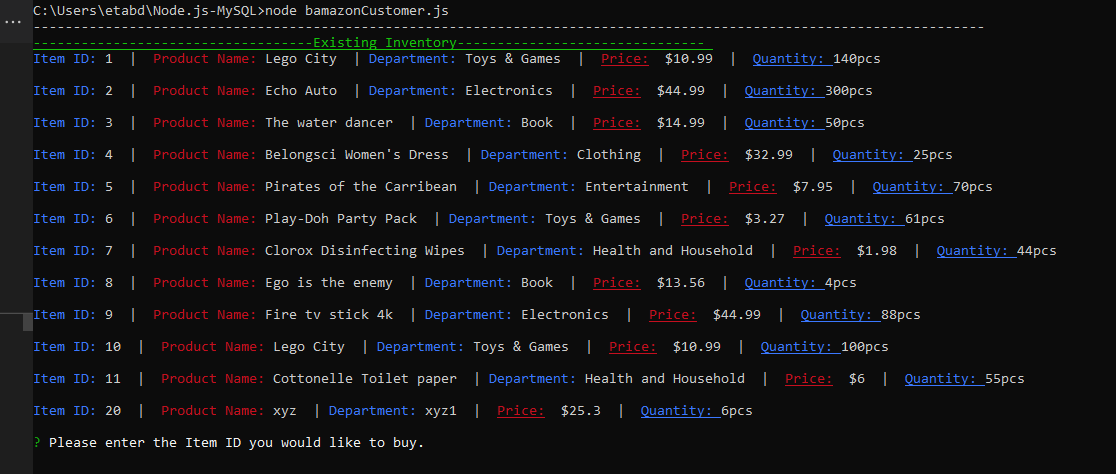 C:\Users\etabd\Node.js-MySQL>node bamazonCustomer.js
-----------------------------------------------------------------------------------------------------------------------
-----------------------------------Existing Inventory-------------------------------
Item ID: 1 | Product Name: Lego City | Department: Toys & Games | Price: $10.99 | Quantity: 140pcs
Item ID: 2 | Product Name: Echo Auto | Department: Electronics | Price: $44.99 | Quantity: 300pcs
Item ID: 3 | Product Name: The water dancer | Department: Book | Price: $14.99 | Quantity: 50pcs
Item ID: 4 | Product Name: Belongsci Women's Dress | Department: Clothing | Price: $32.99 | Quantity: 25pcs
Item ID: 5 | Product Name: Pirates of the Carribean | Department: Entertainment | Price: $7.95 | Quantity: 70pcs
Item ID: 6 | Product Name: Play-Doh Party Pack | Department: Toys & Games | Price: $3.27 | Quantity: 61pcs
Item ID: 7 | Product Name: Clorox Disinfecting Wipes | Department: Health and Household | Price: $1.98 | Quantity: 44pcs
Item ID: 8 | Product Name: Ego is the enemy | Department: Book | Price: $13.56 | Quantity: 4pcs
Item ID: 9 | Product Name: Fire tv stick 4k | Department: Electronics | Price: $44.99 | Quantity: 88pcs
Item ID: 10 | Product Name: Lego City | Department: Toys & Games | Price: $10.99 | Quantity: 100pcs
Item ID: 11 | Product Name: Cottonelle Toilet paper | Department: Health and Household | Price: $6 | Quantity: 55pcs
Item ID: 20 | Product Name: xyz | Department: xyz1 | Price: $25.3 | Quantity: 6pcs
? Please enter the Item ID you would like to buy.